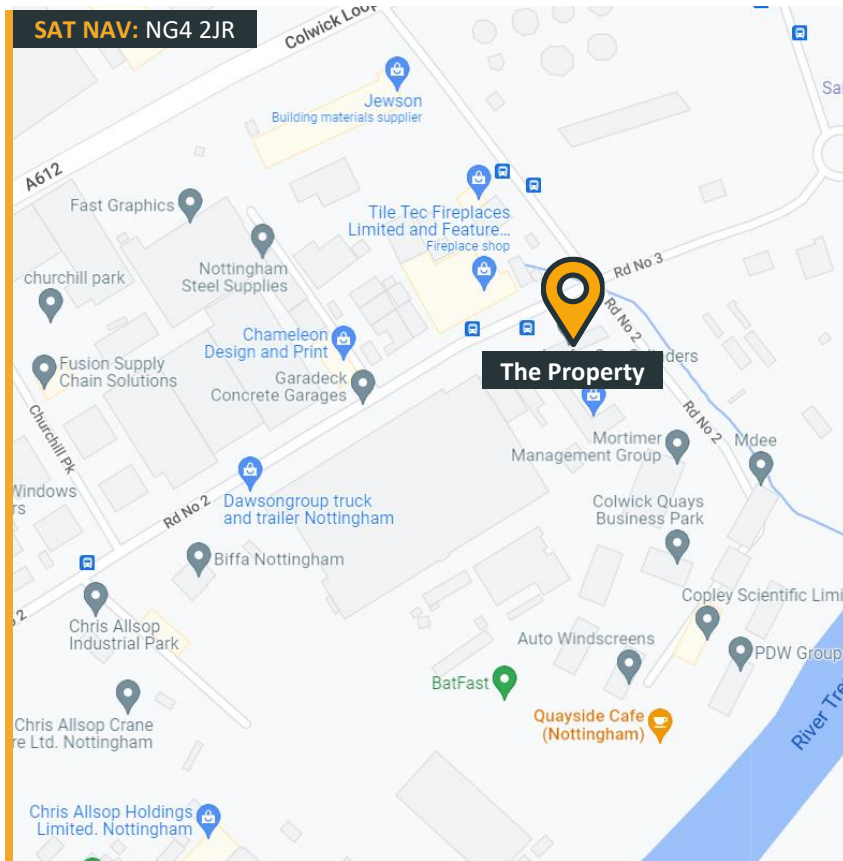 SAT NAV: NG4 2JR
Colwick Loop
Jewson
Building materials supplier
A612
Fast Graphics
Tile Tec Fireplaces
Limited and Feature...
Fireplace shop
Nottingham
Steel Supplies
churchill park
Rd No 3
Rd No 2
Chameleon
Design and Print
Fusion Supply
Chain Solutions
Garadeck
Concrete Garages
The Property
Churchill Pk
Rd No 2
Mortimer
Management Group
Mdee
Windows
Dawsongroup truck
and trailer Nottingham
Rd No 2
Colwick Quays
Business Park
Biffa Nottingham
Copley Scientific Limi
Chris Allsop
Industrial Park
Auto Windscreens
PDW Group
BatFast
Quayside Cafe
(Nottingham)
River Tre
Chris Allsop Crane
re Ltd. Nottingham
Chris Allsop Holdings
Limited. Nottingham